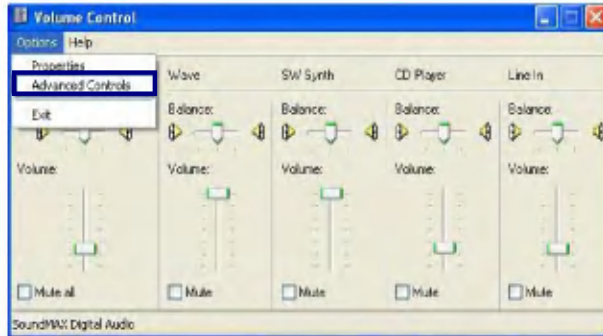 Volume Control
Options Help
Properties
Advanced Controls
Exit
Wave
SW Synth
CD Player
Line In
Balance:
Balance:
Balance:
Balance:
Volume:
Volume:
Volume:
Volume:
Volume:
Mute all
Mute
Mute
Mute
Mute
SoundMAX Digital Audio